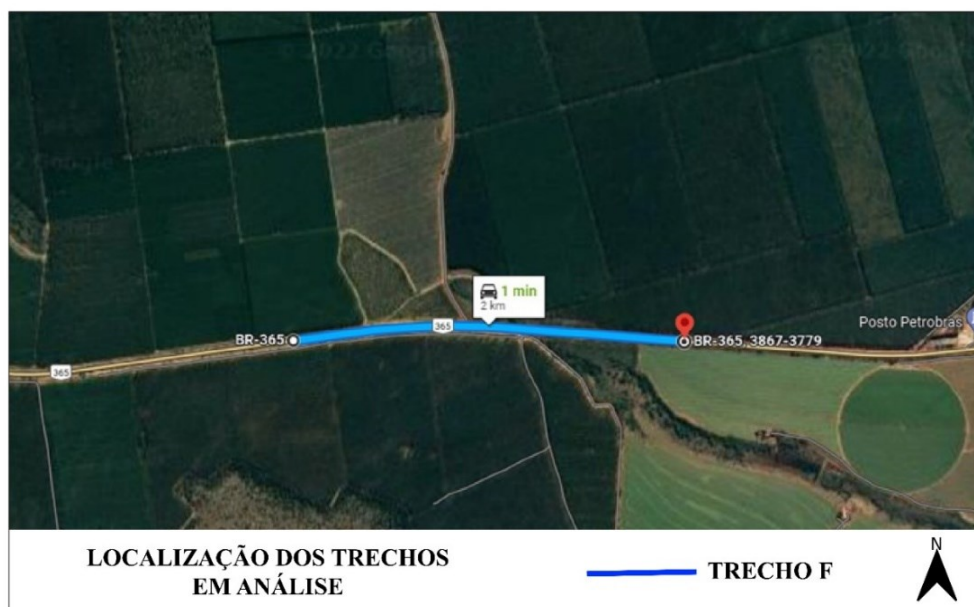 1 min
2 km
365
BR-365
BR-365, 3867-3779
Posto Petrobras
365
LOCALIZAÇÃO DOS TRECHOS
EM ANÁLISE
TRECHO F
N